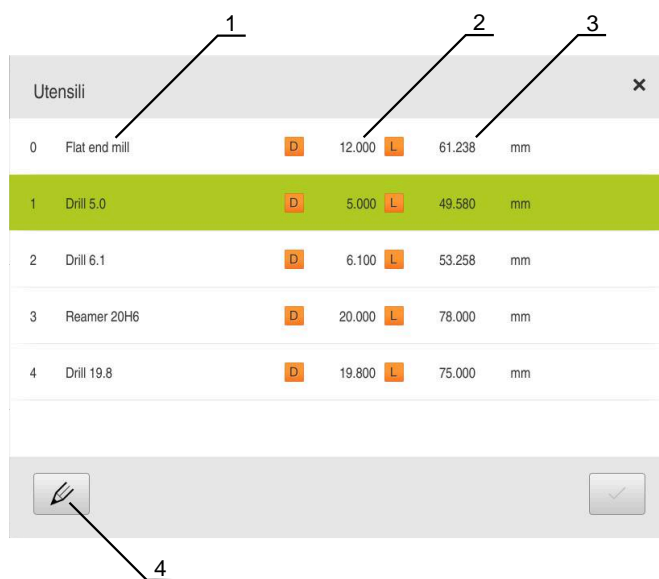 1 2 3
Utensili ×
0 Flat end mill D 12.000 L 61.238 mm
1 Drill 5.0 D 5.000 L 49.580 mm
2 Drill 6.1 D 6.100 L 53.258 mm
3 Reamer 20H6 D 20.000 L 78.000 mm
4 Drill 19.8 D 19.800 L 75.000 mm
4